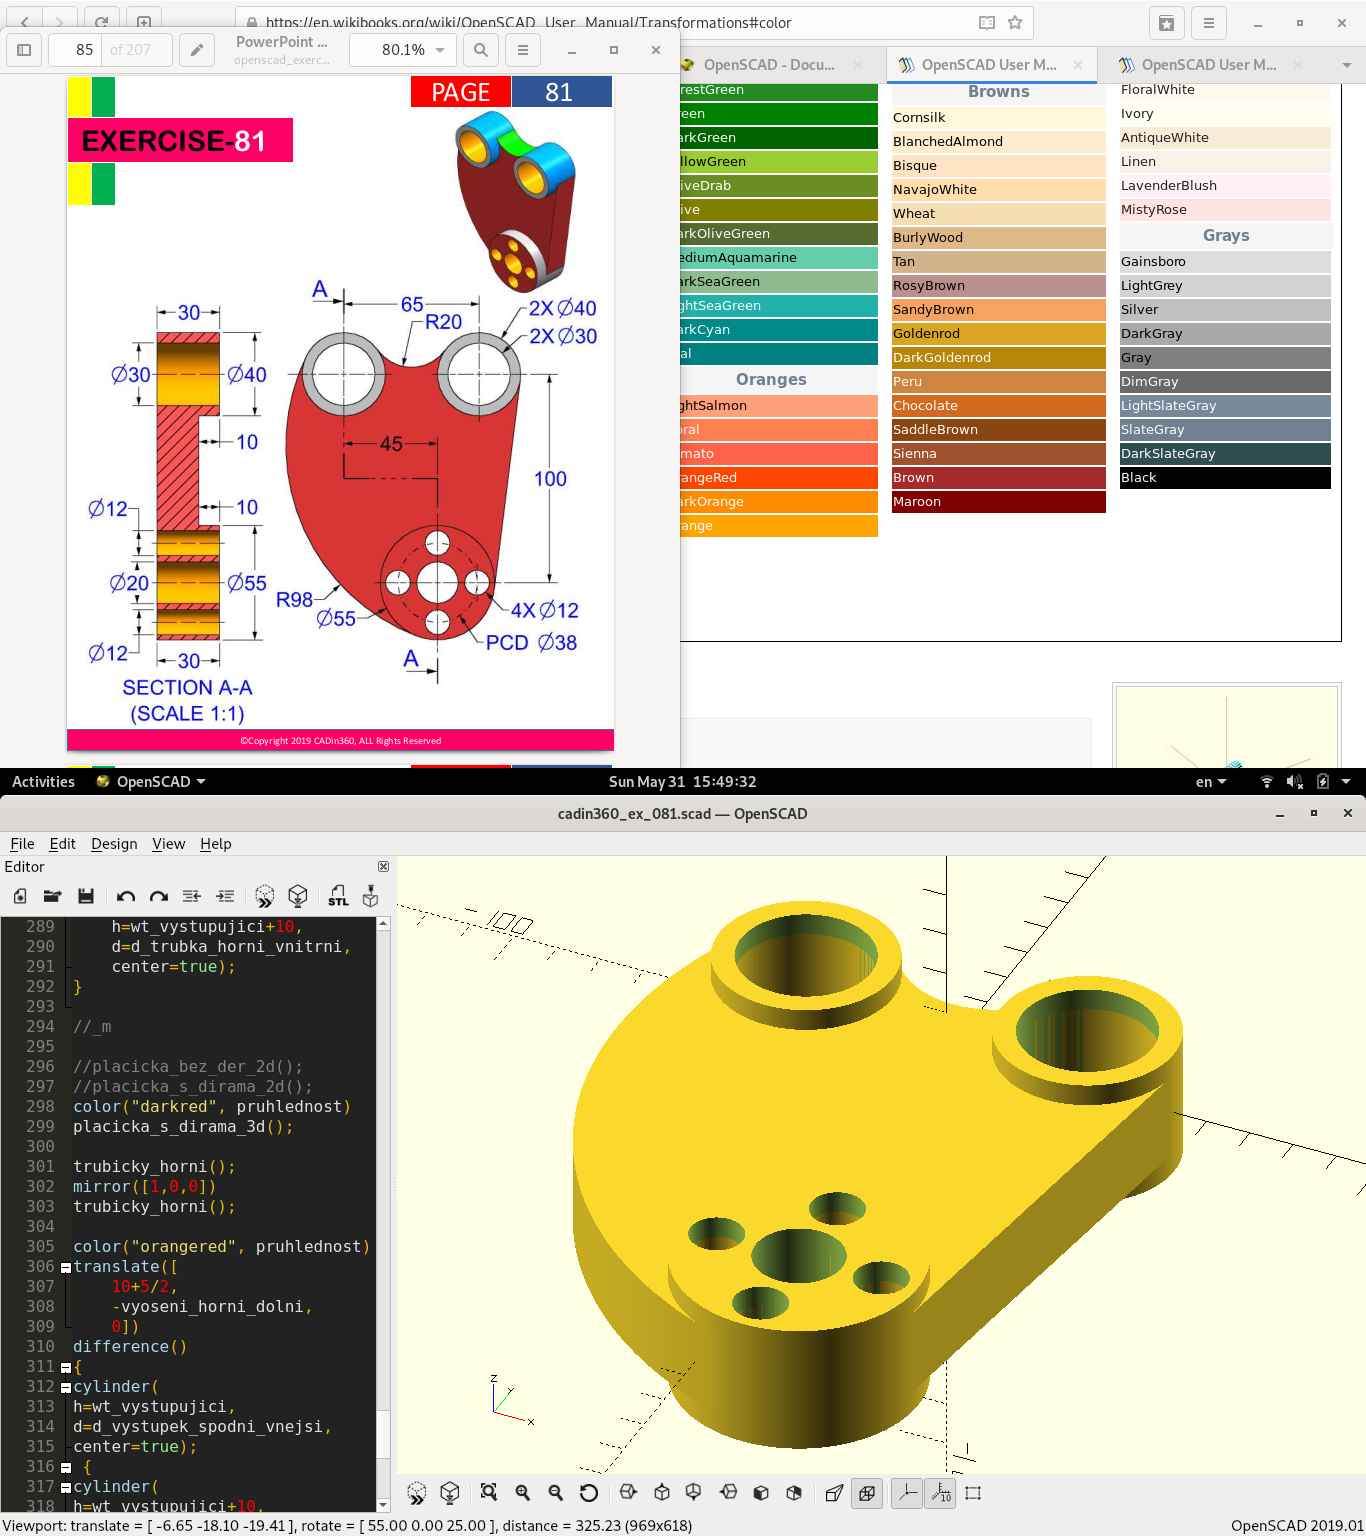 https://en.wikibooks.org/wiki/OpenSCAD_User_Manual/Transformations#color
85 of 207
PowerPoint ...
openscad_exerc...
80.1%
OpenSCAD - Docu...
OpenSCAD User M...
OpenSCAD User M...
PAGE 81
EXERCISE-81
A
65
R20
2X Ø40
2X Ø30
30
Ø30
Ø40
10
45
100
10
Ø12
Ø20
Ø55
R98
Ø55
4X Ø12
PCD Ø38
Ø12
30
A
SECTION A-A
(SCALE 1:1)
©Copyright 2019 CADin360, ALL Rights Reserved
restGreen
een
arkGreen
llowGreen
iveDrab
ive
arkOliveGreen
ediumAquamarine
arkSeaGreen
ghtSeaGreen
arkCyan
al
Oranges
ghtSalmon
oral
mato
rangeRed
arkOrange
range
Browns
Cornsilk
BlanchedAlmond
Bisque
NavajoWhite
Wheat
BurlyWood
Tan
RosyBrown
SandyBrown
Goldenrod
DarkGoldenrod
Peru
Chocolate
SaddleBrown
Sienna
Brown
Maroon
FloralWhite
Ivory
AntiqueWhite
Linen
LavenderBlush
MistyRose
Grays
Gainsboro
LightGrey
Silver
DarkGray
Gray
DimGray
LightSlateGray
SlateGray
DarkSlateGray
Black
Activities OpenSCAD Sun May 31 15:49:32 en
cadin360_ex_081.scad — OpenSCAD
File Edit Design View Help
Editor
STL
289 h=wt_vystupujici+10,
290 d=d_trubka_horni_vnitrni,
291 center=true);
292 }
293
294 //_m
295
296 //placicka_bez_der_2d();
297 //placicka_s_dirama_2d();
298 color("darkred", pruhlednost)
299 placicka_s_dirama_3d();
300
301 trubicky_horni();
302 mirror([1,0,0])
303 trubicky_horni();
304
305 color("orangered", pruhlednost)
306 translate([
307 10+5/2,
308 -vyoseni_horni_dolni,
309 0])
310 difference()
311 {
312 cylinder(
313 h=wt_vystupujici,
314 d=d_vystupek_spodni_vnejsi,
315 center=true);
316 {
317 cylinder(
318 h=wt_vystupujici+10,
z
y
x
10
Viewport: translate = [ -6.65 -18.10 -19.41 ], rotate = [ 55.00 0.00 25.00 ], distance = 325.23 (969x618)
OpenSCAD 2019.01